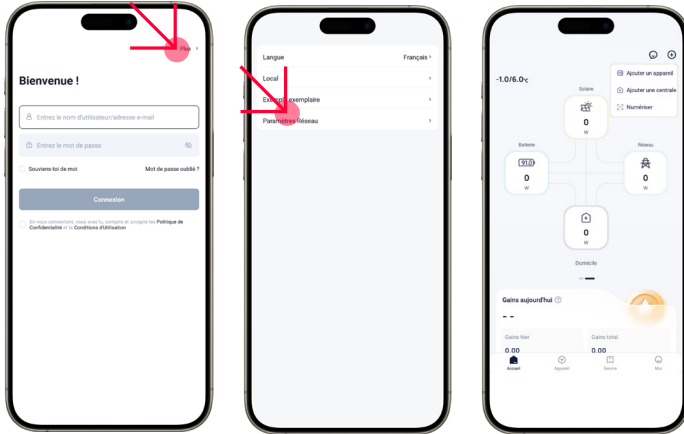 Plus
Bienvenue !
Entrez le nom d'utilisateur/adresse e-mail
Entrez le mot de passe
Souviens-toi de moi
Mot de passe oublié ?
Connexion
En vous connectant, vous avez lu, compris et accepté les Politique de
Confidentialité et la Conditions d'Utilisation
Langue
Français
Local
exemplaire
Paramètres Réseau
Ajouter un appareil
Ajouter une centrale
Numériser
-1.0/6.0℃
Solaire
0
W
Batterie
91.0
0
W
Réseau
0
W
0
W
Domicile
Gains aujourd'hui
- -
Gains hier
Gains total
0.00
0.00
Accueil
Appareil
Service
Moi